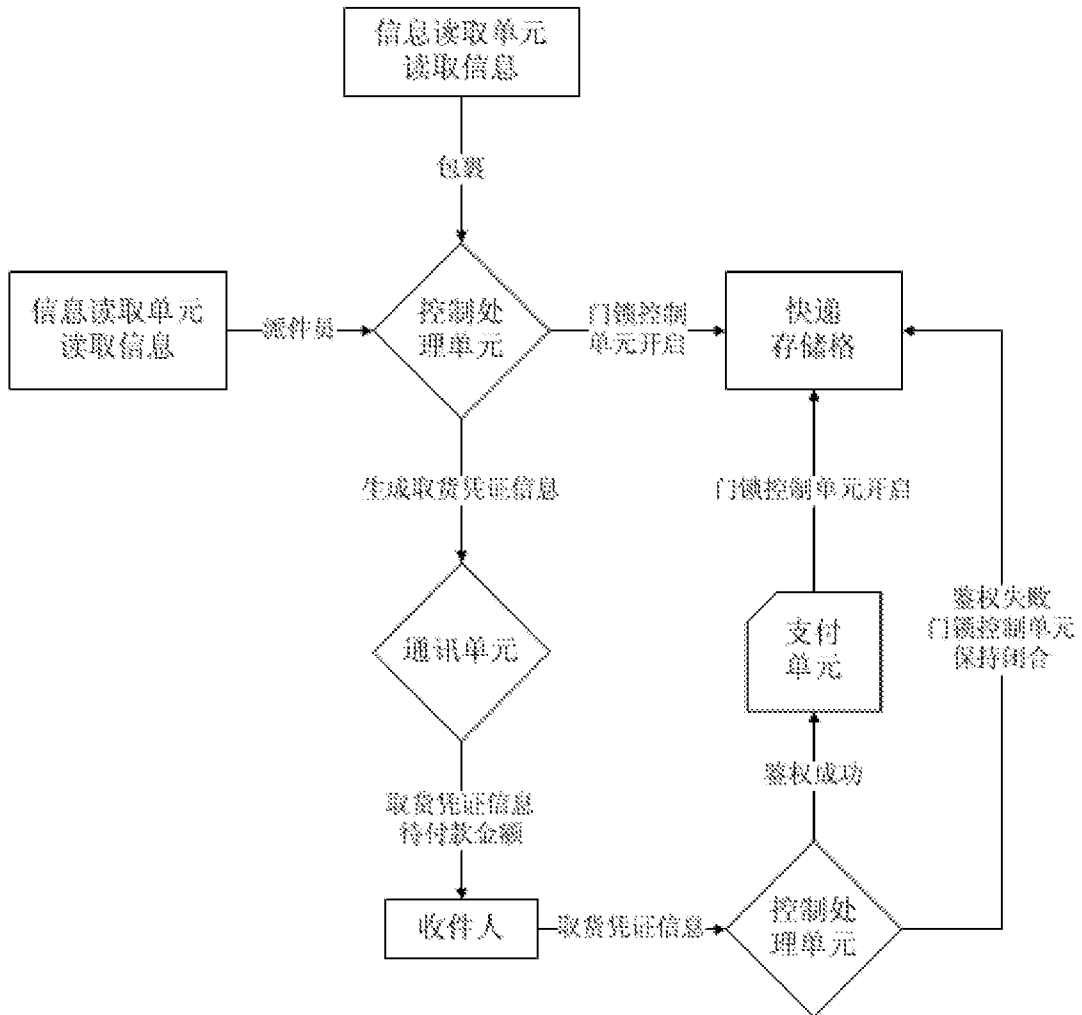 信息读取单元
读取信息
包裹
信息读取单元
读取信息
派件员
控制处
理单元
门锁控制
单元开启
快递
存储格
生成取货凭证信息
门锁控制单元开启
通讯单元
支付
单元
鉴权失败
门锁控制单元
保持闭合
鉴权成功
取货凭证信息
待付款金额
收件人
取货凭证信息
控制处
理单元